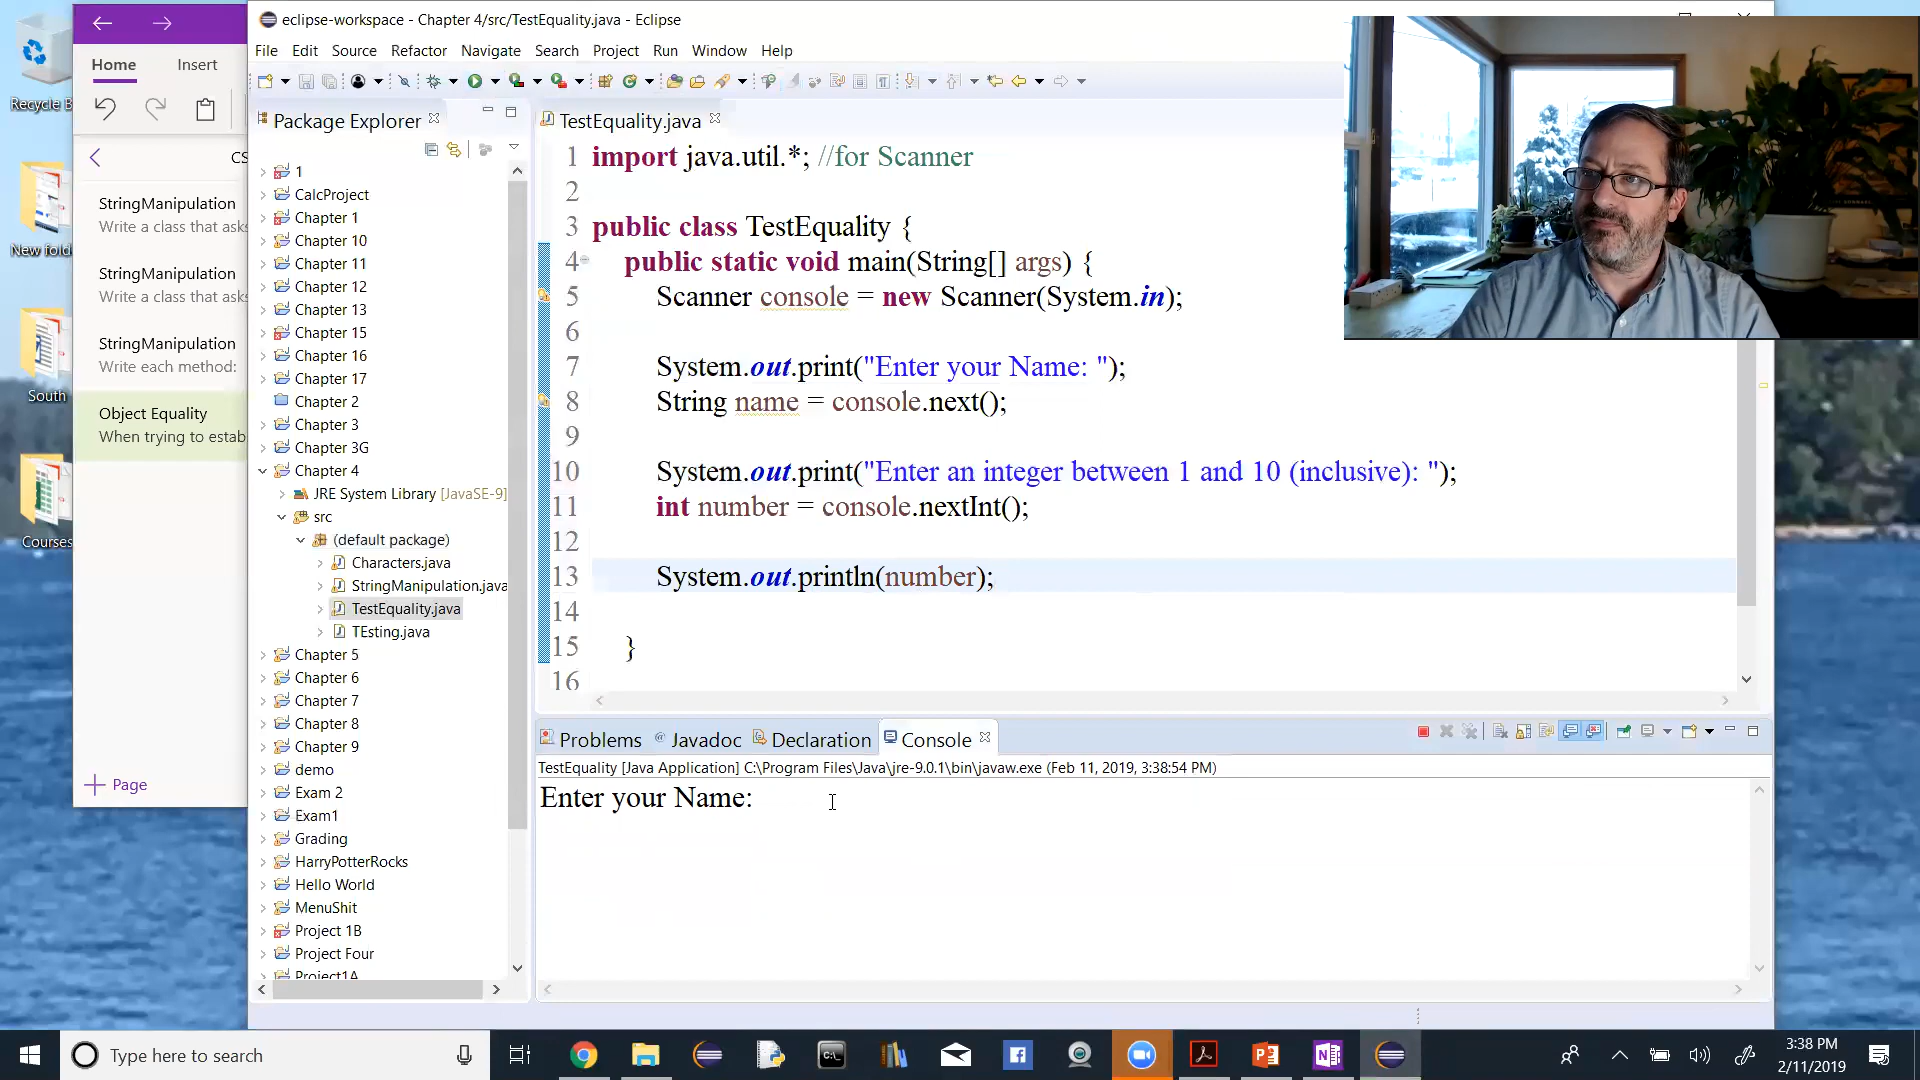 eclipse-workspace - Chapter 4/src/TestEquality.java - Eclipse
File Edit Source Refactor Navigate Search Project Run Window Help
Home Insert
Recycle B
New fold
South
Courses
CS
StringManipulation
Write a class that asks
StringManipulation
Write a class that asks
StringManipulation
Write each method:
Object Equality
When trying to estab
Page
Package Explorer
1
CalcProject
Chapter 1
Chapter 10
Chapter 11
Chapter 12
Chapter 13
Chapter 15
Chapter 16
Chapter 17
Chapter 2
Chapter 3
Chapter 3G
Chapter 4
JRE System Library [JavaSE-9]
src
(default package)
Characters.java
StringManipulation.java
TestEquality.java
TEsting.java
Chapter 5
Chapter 6
Chapter 7
Chapter 8
Chapter 9
demo
Exam 2
Exam1
Grading
HarryPotterRocks
Hello World
MenuShit
Project 1B
Project Four
Project1A
TestEquality.java
1 import java.util.*; //for Scanner
2
3 public class TestEquality {
4 public static void main(String[] args) {
5 Scanner console = new Scanner(System.in);
6
7 System.out.print("Enter your Name: ");
8 String name = console.next();
9
10 System.out.print("Enter an integer between 1 and 10 (inclusive): ");
11 int number = console.nextInt();
12
13 System.out.println(number);
14
15 }
16
Problems @ Javadoc Declaration Console
TestEquality [Java Application] C:\Program Files\Java\jre-9.0.1\bin\javaw.exe (Feb 11, 2019, 3:38:54 PM)
Enter your Name:
Type here to search
3:38 PM
2/11/2019